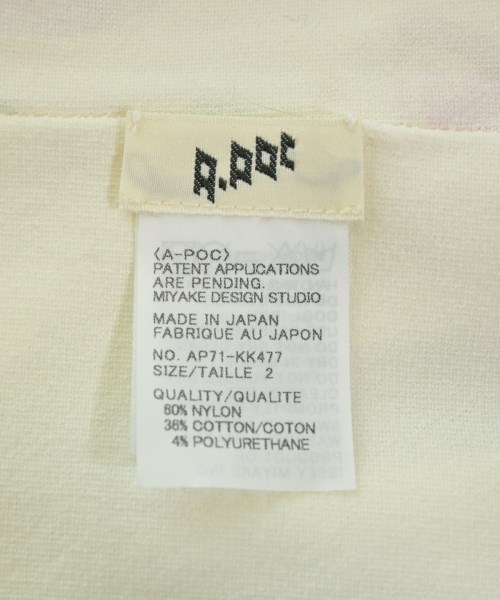 A.POC
〈A-POC〉
PATENT APPLICATIONS
ARE PENDING.
MIYAKE DESIGN STUDIO
MADE IN JAPAN
FABRIQUE AU JAPON
NO. AP71-KK477
SIZE/TAILLE 2
QUALITY/QUALITE
60% NYLON
36% COTTON/COTON
4% POLYURETHANE